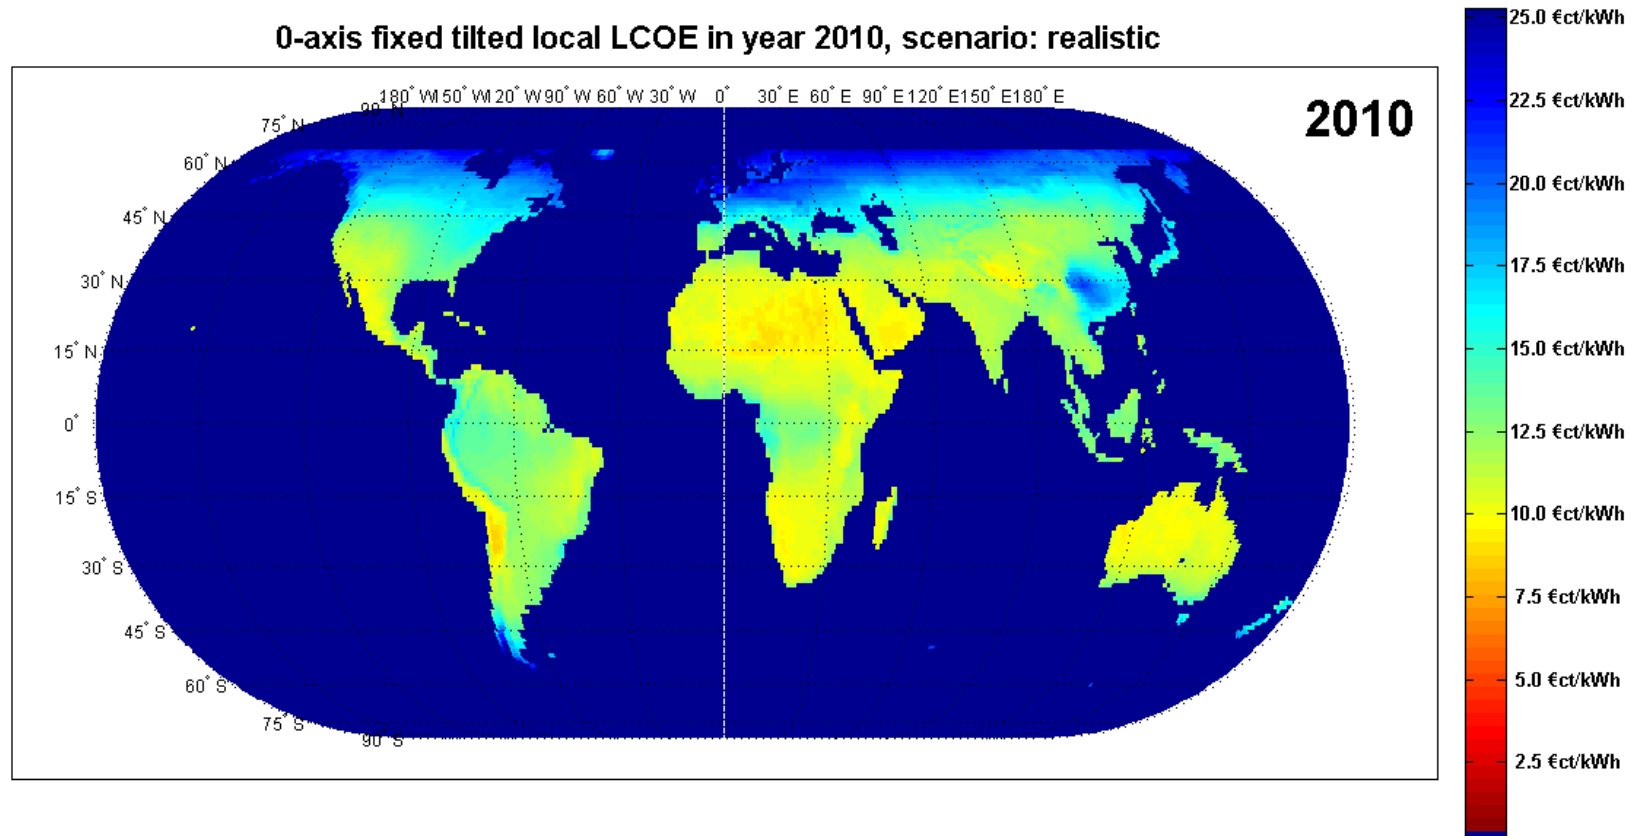 0-axis fixed tilted local LCOE in year 2010, scenario: realistic
2010
180° W 150° W 120° W 90° W 60° W 30° W 0° 30° E 60° E 90° E 120° E 150° E 180° E
90° N
75° N
60° N
45° N
30° N
15° N
0°
15° S
30° S
45° S
60° S
75° S
90° S
25.0 €ct/kWh
22.5 €ct/kWh
20.0 €ct/kWh
17.5 €ct/kWh
15.0 €ct/kWh
12.5 €ct/kWh
10.0 €ct/kWh
7.5 €ct/kWh
5.0 €ct/kWh
2.5 €ct/kWh